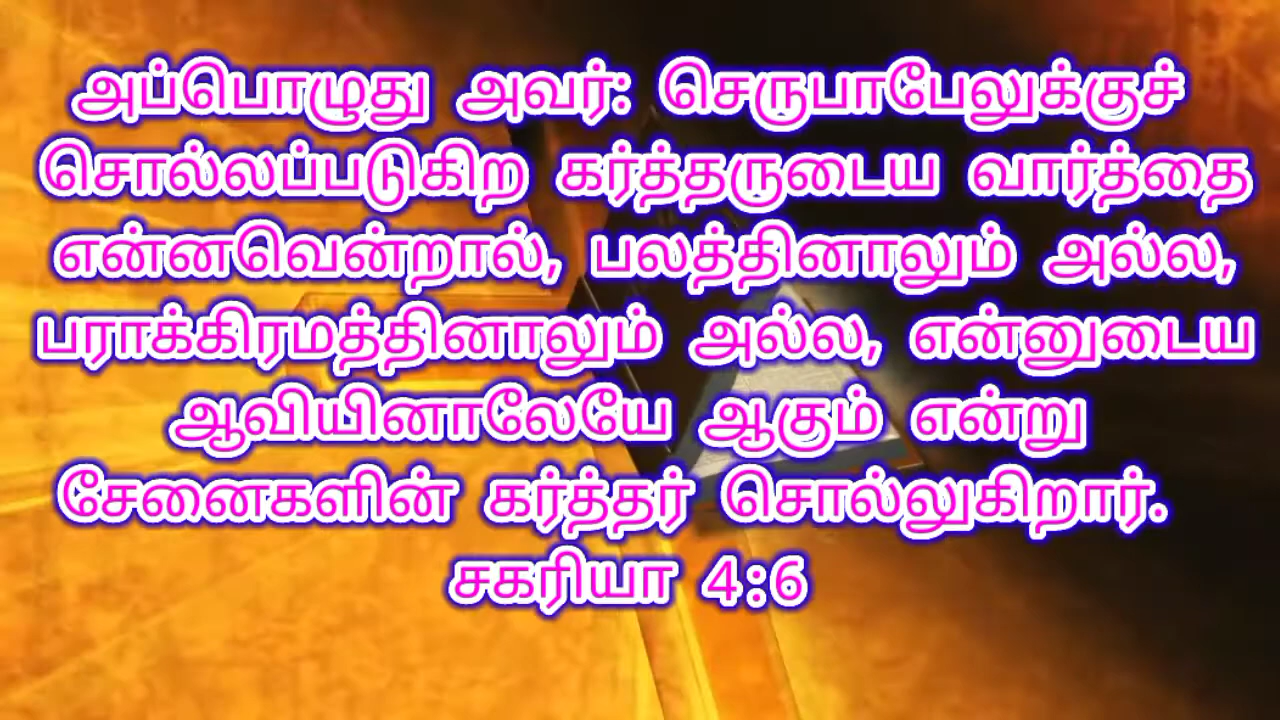 அப்பொழுது அவர்: செருபாபேலுக்குச்
சொல்லப்படுகிற கர்த்தருடைய வார்த்தை
என்னவென்றால், பலத்தினாலும் அல்ல,
பராக்கிரமத்தினாலும் அல்ல, என்னுடைய
ஆவியினாலேயே ஆகும் என்று
சேனைகளின் கர்த்தர் சொல்லுகிறார்.
சகரியா 4:6